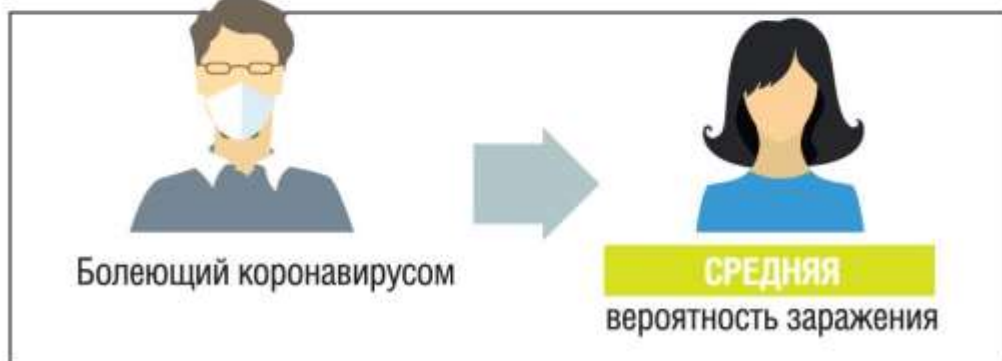 Болеющий коронавирусом
СРЕДНЯЯ
вероятность заражения